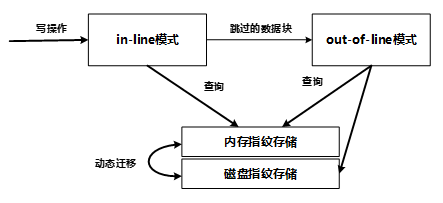 写操作
in-line模式
跳过的数据块
out-of-line模式
查询
查询
内存指纹存储
动态迁移
磁盘指纹存储